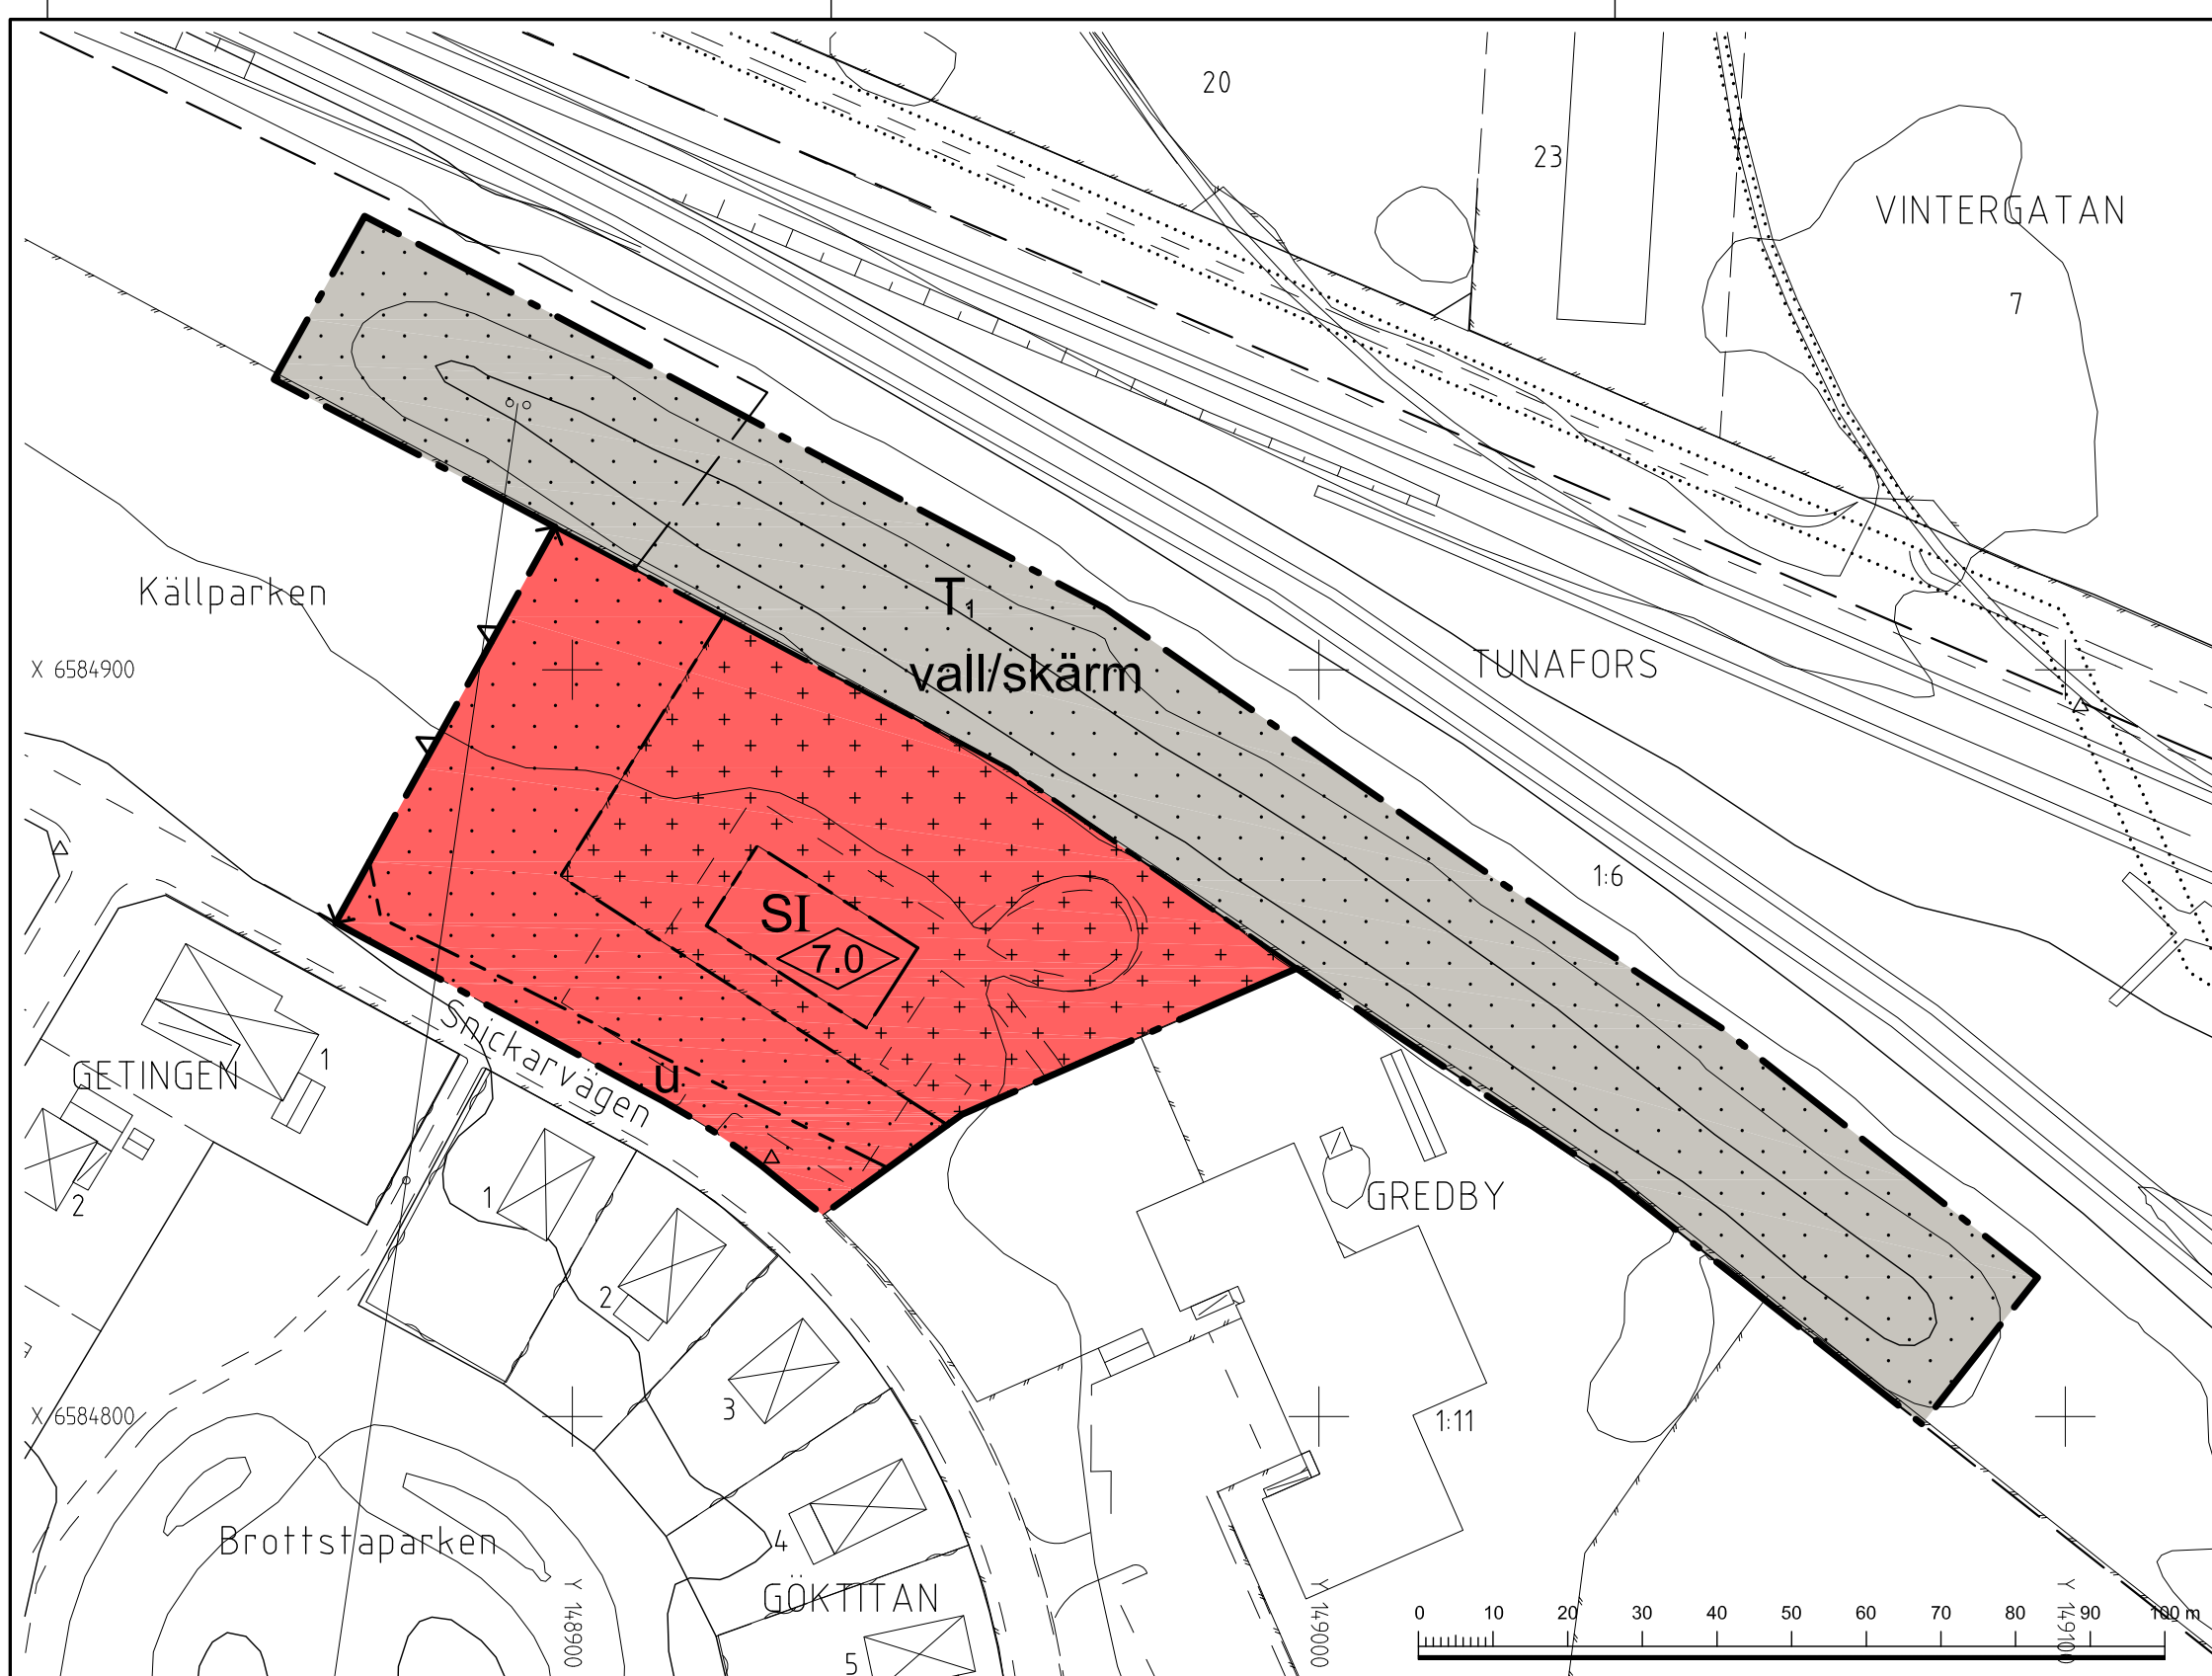 20
23
VINTERGATAN
7
Källparken
T1
vall/skärm
TUNAFORS
X 6584900
1:6
SI
7.0
Snickarvägen
u
GETINGEN
1
2
1
2
3
4
5
GREDBY
1:11
X 6584800
Brottstaparken
GÖKTITAN
Y 148900
Y 149000
Y 149100
0 10 20 30 40 50 60 70 80 90 100 m